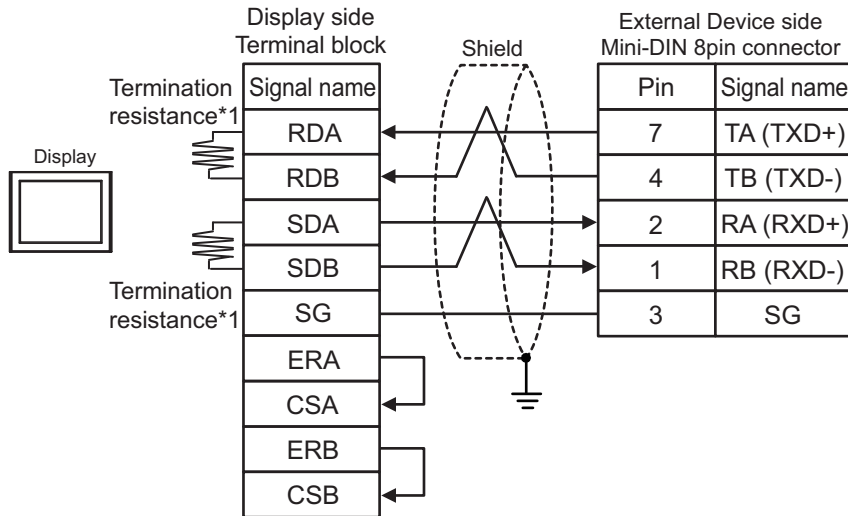 Display side
Terminal block
Shield
External Device side
Mini-DIN 8pin connector
Termination
resistance*1
Signal name
Pin
Signal name
RDA
7
TA (TXD+)
Display
RDB
4
TB (TXD-)
SDA
2
RA (RXD+)
SDB
1
RB (RXD-)
Termination
resistance*1
SG
3
SG
ERA
CSA
ERB
CSB